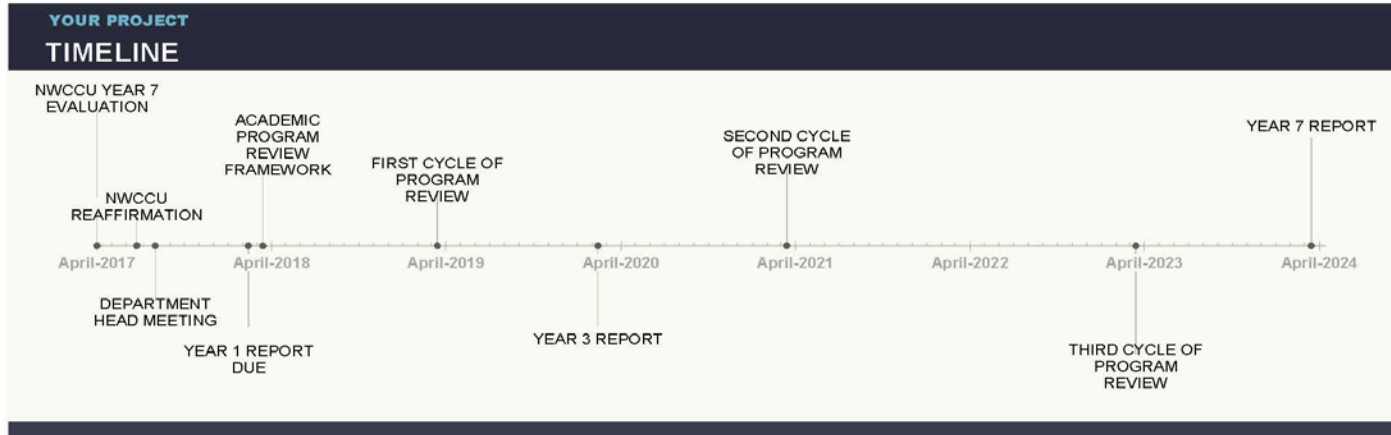 YOUR PROJECT
TIMELINE
NWCCU YEAR 7
EVALUATION
NWCCU
REAFFIRMATION
ACADEMIC
PROGRAM
REVIEW
FRAMEWORK
FIRST CYCLE OF
PROGRAM
REVIEW
SECOND CYCLE
OF PROGRAM
REVIEW
YEAR 7 REPORT
April-2017
April-2018
April-2019
April-2020
April-2021
April-2022
April-2023
April-2024
DEPARTMENT
HEAD MEETING
YEAR 1 REPORT
DUE
YEAR 3 REPORT
THIRD CYCLE OF
PROGRAM
REVIEW